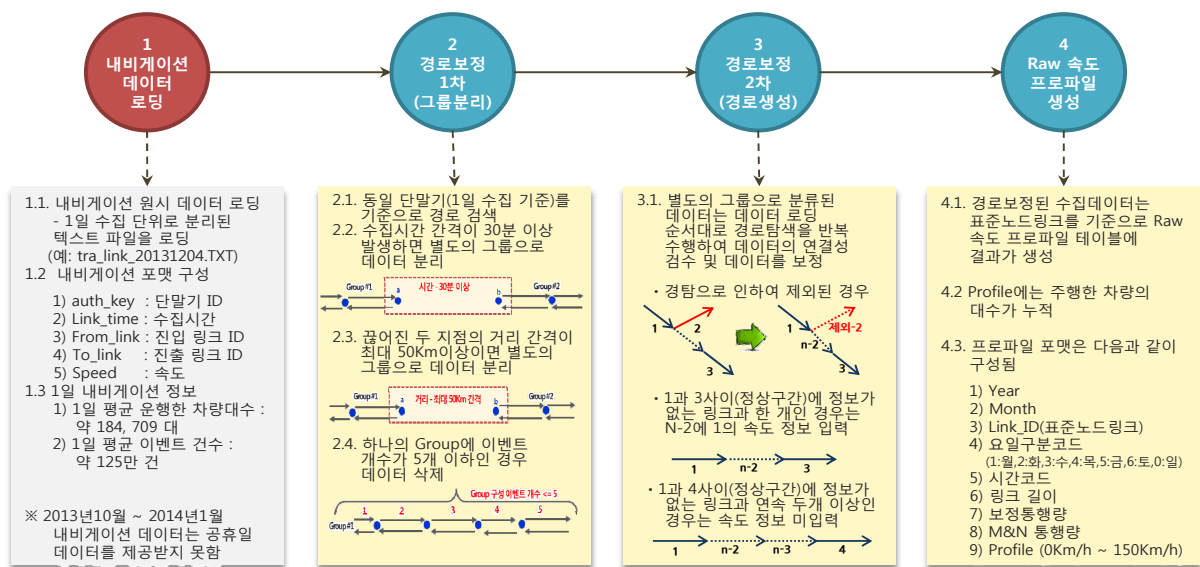 1
내비게이션
데이터
로딩
2
경로보정
1차
(그룹분리)
3
경로보정
2차
(경로생성)
4
Raw 속도
프로파일
생성
1.1. 내비게이션 원시 데이터 로딩
- 1일 수집 단위로 분리된
텍스트 파일을 로딩
(예: tra_link_20131204.TXT)
1.2 내비게이션 포맷 구성
1) auth_key : 단말기 ID
2) Link_time : 수집시간
3) From_link : 진입 링크 ID
4) To_link : 진출 링크 ID
5) Speed : 속도
1.3 1일 내비게이션 정보
1) 1일 평균 운행한 차량대수 :
약 184, 709 대
2) 1일 평균 이벤트 건수 :
약 125만 건
※ 2013년10월 ~ 2014년1월
내비게이션 데이터는 공휴일
데이터를 제공받지 못함
2.1. 동일 단말기(1일 수집 기준)를
기준으로 경로 검색
2.2. 수집시간 간격이 30분 이상
발생하면 별도의 그룹으로
데이터 분리
Group #1 a 시간 - 30분 이상 b Group #2
2.3. 끊어진 두 지점의 거리 간격이
최대 50Km이상이면 별도의
그룹으로 데이터 분리
Group #1 a 거리 - 최대 50Km 간격 b Group #2
2.4. 하나의 Group에 이벤트
개수가 5개 이하인 경우
데이터 삭제
Group 구성 이벤트 개수 <= 5
Group #1 1 2 3 4 5
3.1. 별도의 그룹으로 분류된
데이터는 데이터 로딩
순서대로 경로탐색을 반복
수행하여 데이터의 연결성
검수 및 데이터를 보정
・경탐으로 인하여 제외된 경우
1 2 3
1 제외-2 n-2 3
・1과 3사이(정상구간)에 정보가
없는 링크과 한 개인 경우는
N-2에 1의 속도 정보 입력
1 n-2 3
・1과 4사이(정상구간)에 정보가
없는 링크과 연속 두개 이상인
경우는 속도 정보 미입력
1 n-2 n-3 4
4.1. 경로보정된 수집데이터는
표준노드링크를 기준으로 Raw
속도 프로파일 테이블에
결과가 생성
4.2 Profile에는 주행한 차량의
대수가 누적
4.3. 프로파일 포맷은 다음과 같이
구성됨
1) Year
2) Month
3) Link_ID(표준노드링크)
4) 요일구분코드
(1:월,2:화,3:수,4:목,5:금,6:토,0:일)
5) 시간코드
6) 링크 길이
7) 보정통행량
8) M&N 통행량
9) Profile (0Km/h ~ 150Km/h)